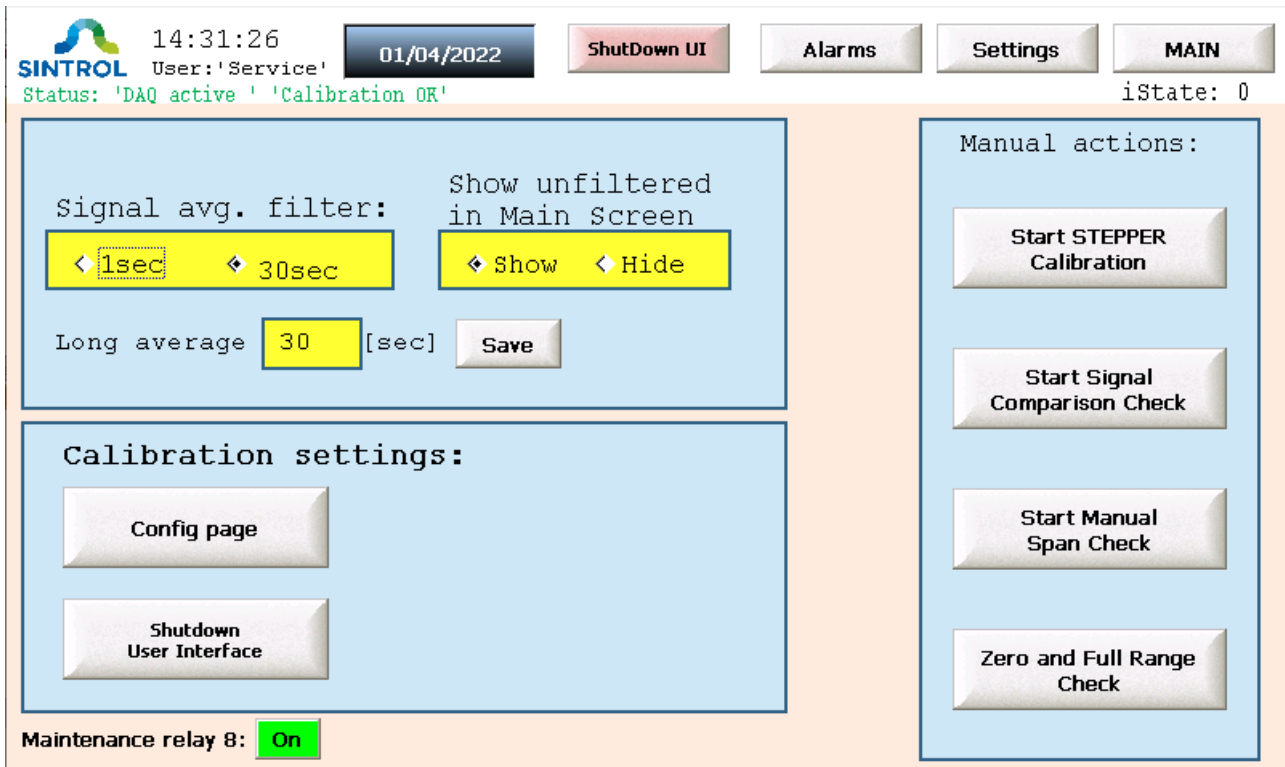 SINTROL
14:31:26
User:'Service'
01/04/2022
ShutDown UI
Alarms
Settings
MAIN
Status: 'DAQ active ' 'Calibration OK'
iState: 0
Signal avg. filter:
1sec
30sec
Show unfiltered
in Main Screen
Show
Hide
Long average 30 [sec]
Save
Calibration settings:
Config page
Shutdown
User Interface
Maintenance relay 8: On
Manual actions:
Start STEPPER
Calibration
Start Signal
Comparison Check
Start Manual
Span Check
Zero and Full Range
Check